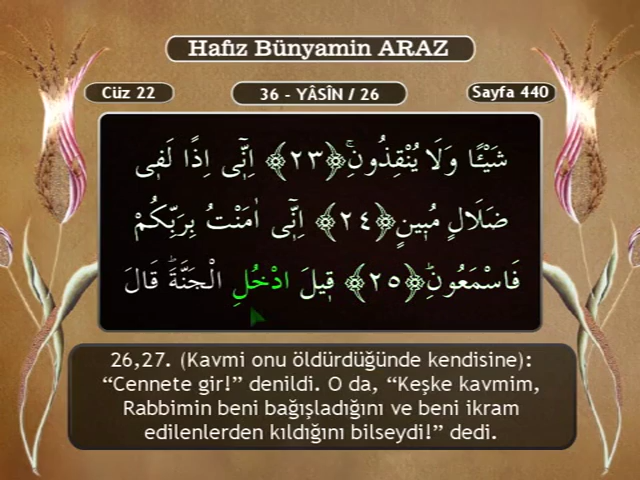 Hafız Bünyamin ARAZ
Cüz 22
36 - YÂSÎN / 26
Sayfa 440
شَيْـًٔا وَلَا يُنْقِذُونِۚ ﴿٢٣﴾ اِنّ۪ٓي اِذًا لَف۪ي
ضَلَالٍ مُب۪ينٍ ﴿٢٤﴾ اِنّ۪ٓي اٰمَنْتُ بِرَبِّكُمْ
فَاسْمَعُونِۜ ﴿٢٥﴾ ق۪يلَ ادْخُلِ الْجَنَّةَۜ قَالَ
26,27. (Kavmi onu öldürdüğünde kendisine):
“Cennete gir!” denildi. O da, “Keşke kavmim,
Rabbimin beni bağışladığını ve beni ikram
edilenlerden kıldığını bilseydi!” dedi.